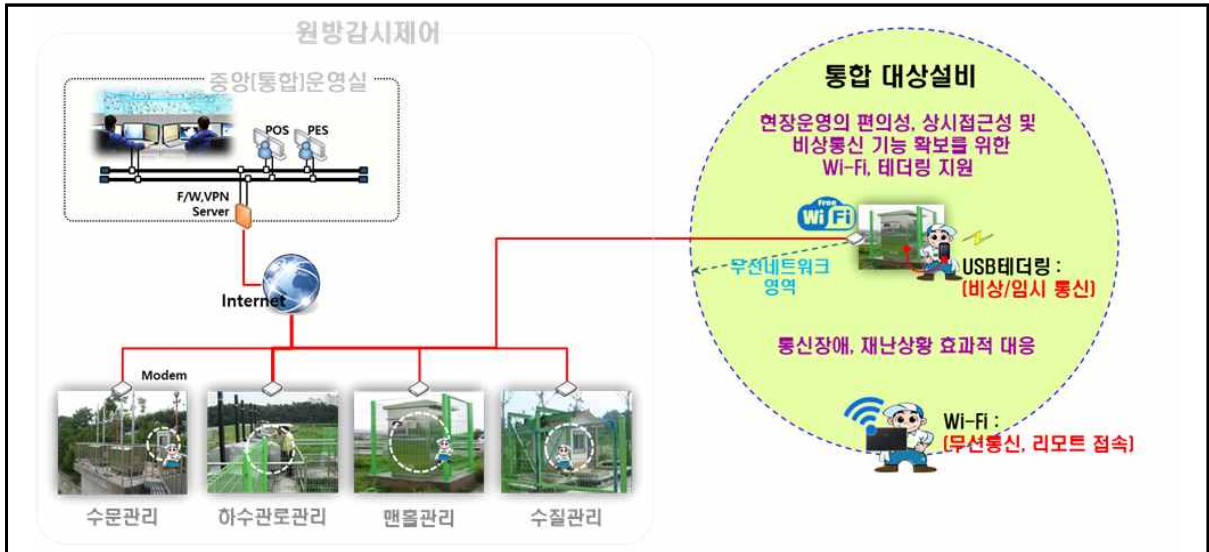 원방감시제어
중앙[통합]운영실
POS PES
F/W,VPN
Server
Internet
Modem
수문관리 하수관로관리 맨홀관리 수질관리
통합 대상설비
현장운영의 편의성, 상시접근성 및
비상통신 기능 확보를 위한
Wi-Fi, 테더링 지원
free
Wi Fi
무선네트워크
영역
USB테더링 :
(비상/임시 통신)
통신장애, 재난상황 효과적 대응
Wi-Fi :
(무선통신, 리모트 접속)